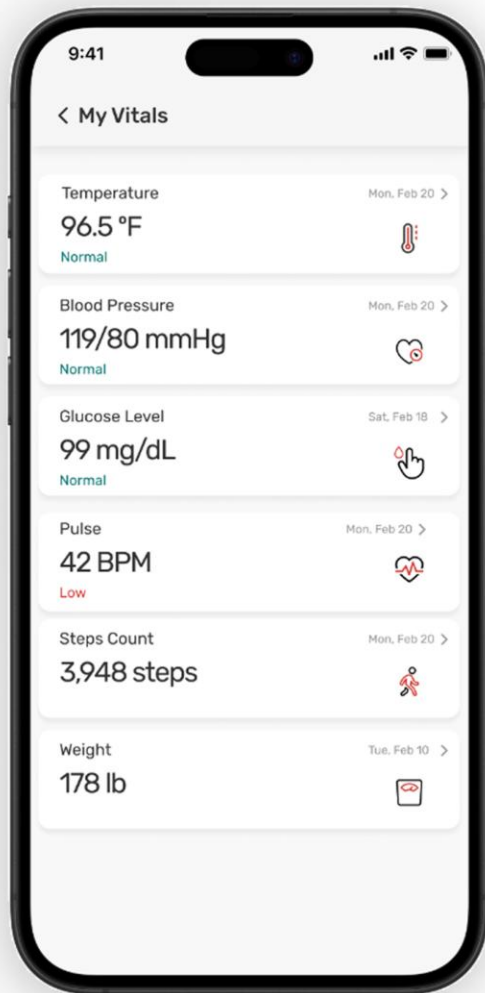 9:41
My Vitals
Temperature
Mon, Feb 20
96.5 °F
Normal
Blood Pressure
Mon, Feb 20
119/80 mmHg
Normal
Glucose Level
Sat, Feb 18
99 mg/dL
Normal
Pulse
Mon, Feb 20
42 BPM
Low
Steps Count
Mon, Feb 20
3,948 steps
Weight
Tue, Feb 10
178 lb